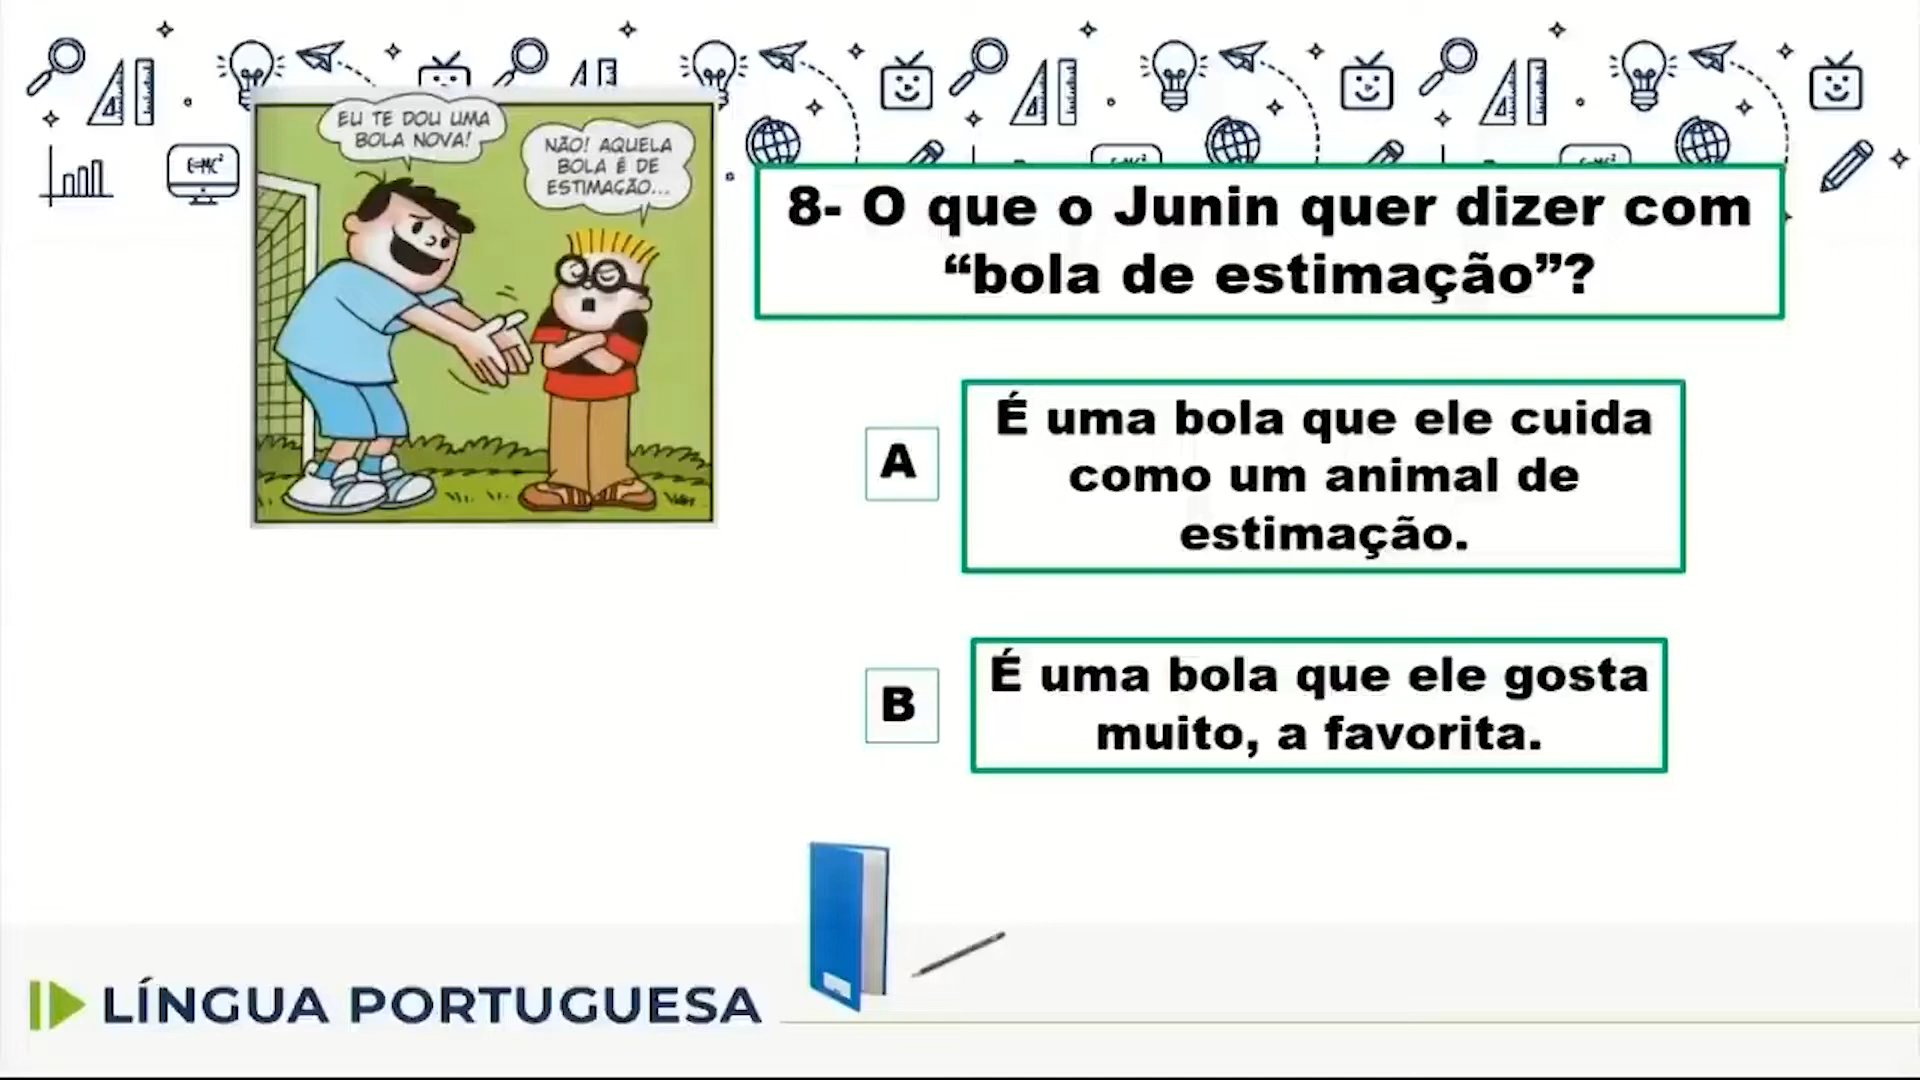 EU TE DOU UMA
BOLA NOVA!
NÃO! AQUELA
BOLA É DE
ESTIMAÇÃO...
E=MC²
8- O que o Junin quer dizer com
“bola de estimação”?
A
É uma bola que ele cuida
como um animal de
estimação.
B
É uma bola que ele gosta
muito, a favorita.
LÍNGUA PORTUGUESA